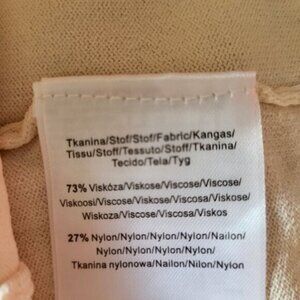 Tkanina/Stof/Stof/Fabric/Kangas/
Tissu/Stoff/Tessuto/Stoff/Tkanina/
Tecido/Tela/Tyg
73% Viskóza/Viskose/Viscose/Viscose/
Viskoosi/Viscose/Viskose/Viscosa/Viskose/
Wiskoza/Viscose/Viscosa/Viskos
27% Nylon/Nylon/Nylon/Nylon/Nailon/
Nylon/Nylon/Nylon/Nylon/
Tkanina nylonowa/Nailon/Nilon/Nylon